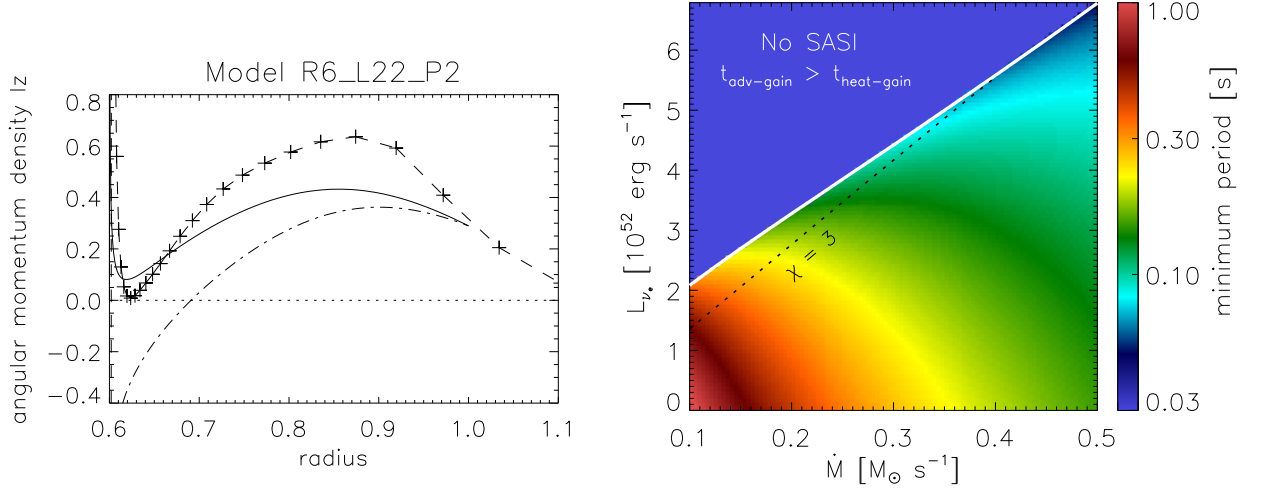 Model R6_L22_P2
angular momentum density lz
0.8
0.6
0.4
0.2
0.0
−0.2
−0.4
0.6 0.7 0.8 0.9 1.0 1.1
radius
No SASI
t_adv−gain > t_heat−gain
χ = 3
L_νₑ [10^52 erg s^−1]
6
5
4
3
2
1
0
0.1 0.2 0.3 0.4 0.5
Ṁ [M_⊙ s^−1]
1.00
0.30
0.10
0.03
minimum period [s]